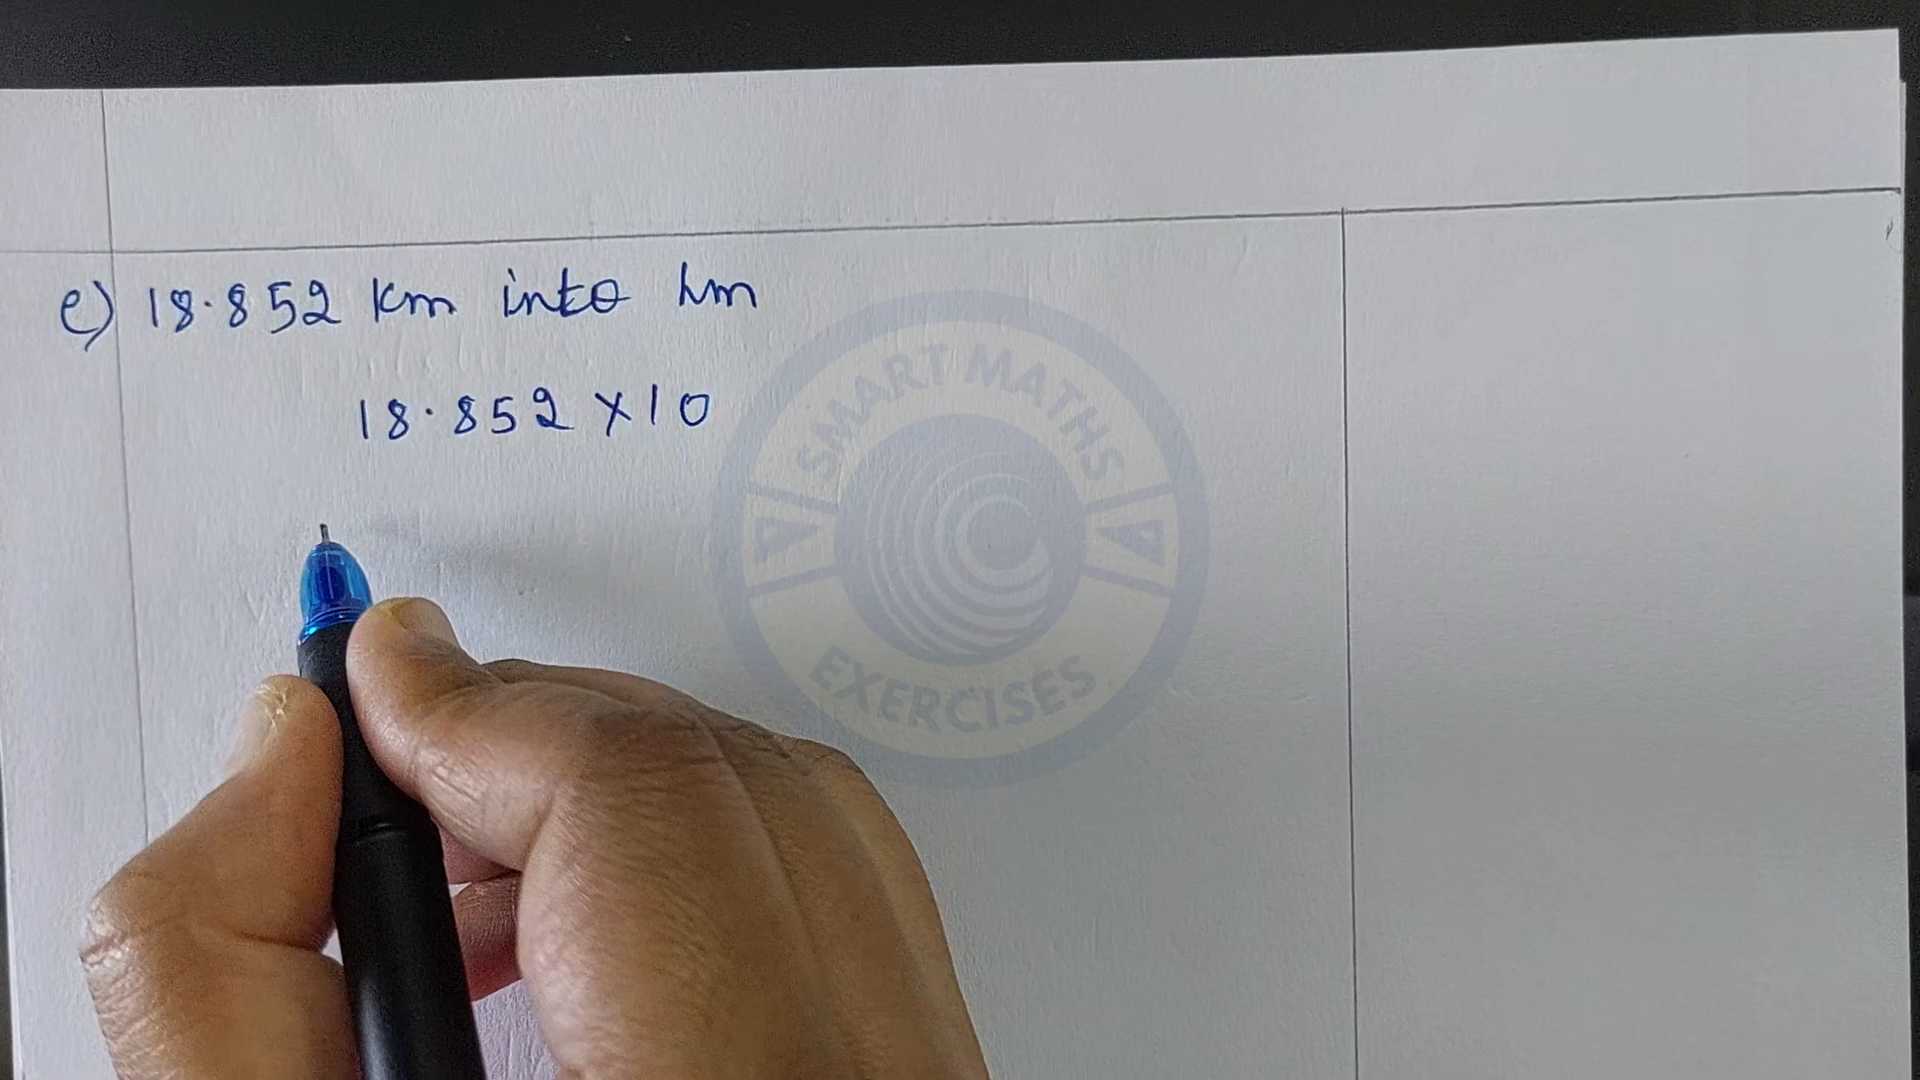 e) 18.852 km into hm
18.852 × 10
SMART MATHS
EXERCISES